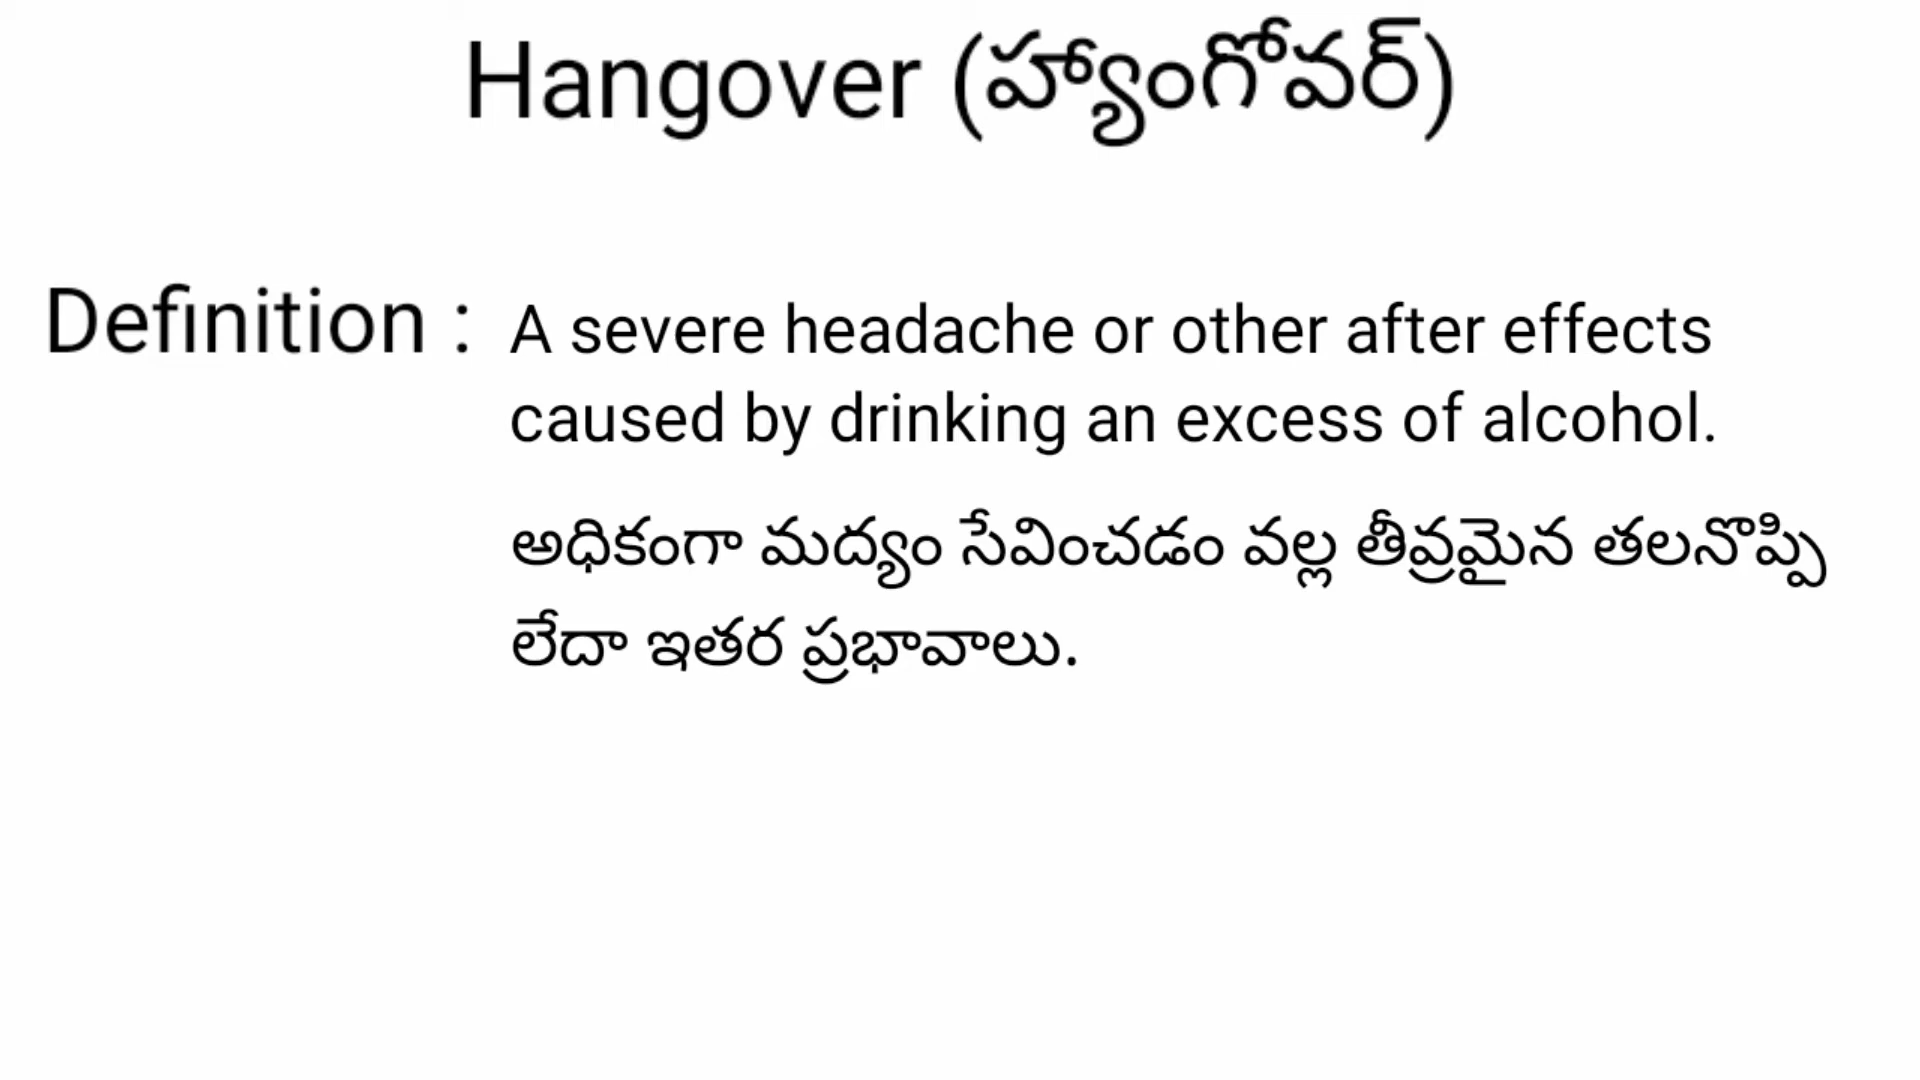 Hangover (హ్యాంగోవర్)
Definition : A severe headache or other after effects
caused by drinking an excess of alcohol.
అధికంగా మద్యం సేవించడం వల్ల తీవ్రమైన తలనొప్పి
లేదా ఇతర ప్రభావాలు.